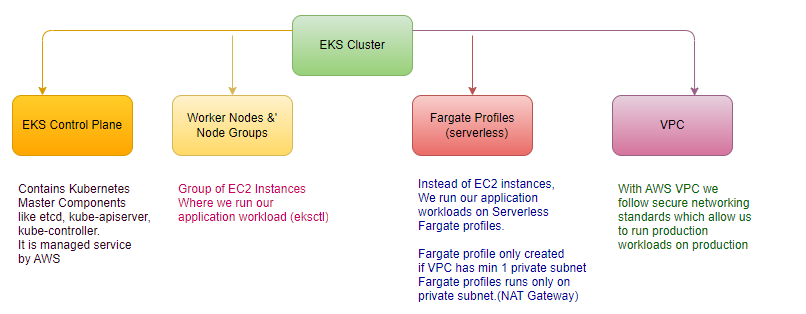 EKS Cluster
EKS Control Plane
Worker Nodes &'
Node Groups
Fargate Profiles
(serverless)
VPC
Contains Kubernetes
Master Components
like etcd, kube-apiserver,
kube-controller.
It is managed service
by AWS
Group of EC2 Instances
Where we run our
application workload (eksctl)
Instead of EC2 instances,
We run our application
workloads on Serverless
Fargate profiles.
Fargate profile only created
if VPC has min 1 private subnet
Fargate profiles runs only on
private subnet.(NAT Gateway)
With AWS VPC we
follow secure networking
standards which allow us
to run production
workloads on production